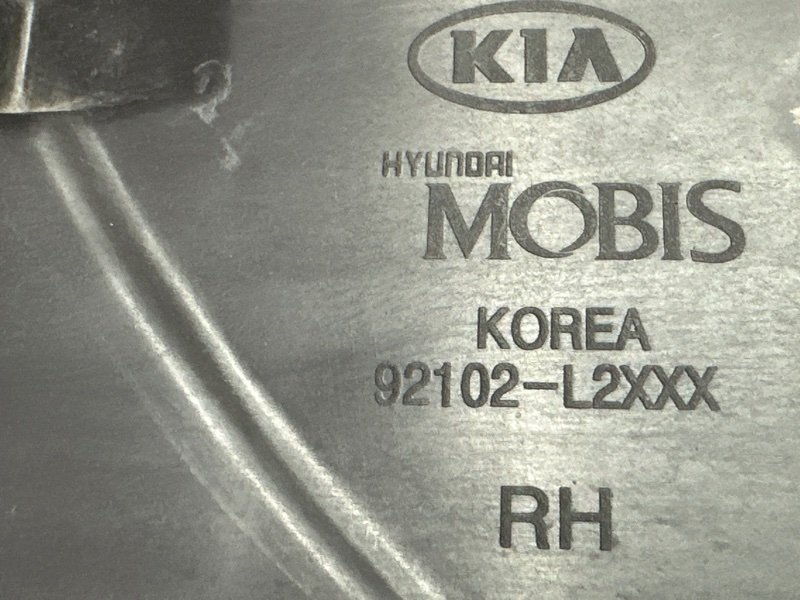 KIA
HYUNDAI
MOBIS
KOREA
92102-L2XXX
RH